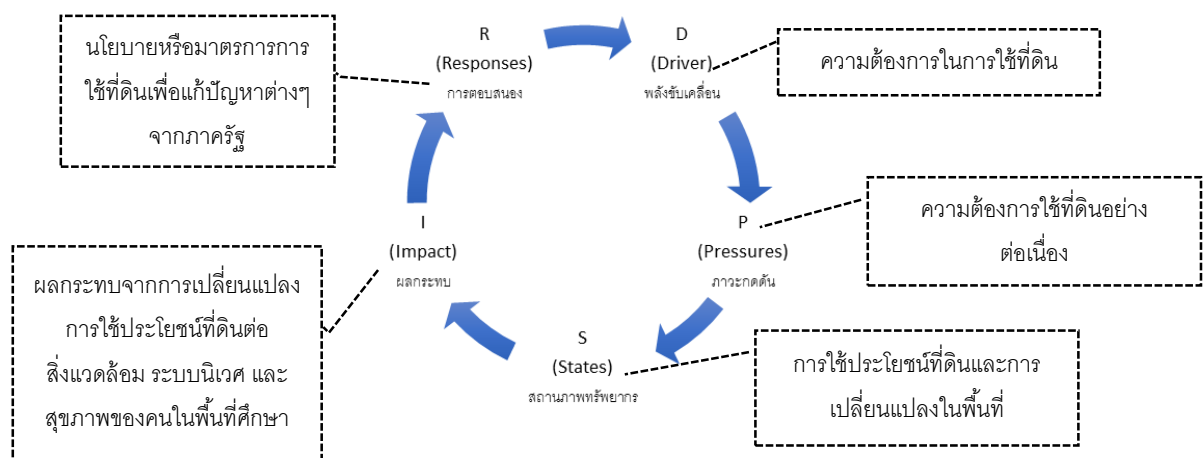 R
(Responses)
การตอบสนอง
นโยบายหรือมาตรการการ
ใช้ที่ดินเพื่อแก้ปัญหาต่างๆ
จากภาครัฐ
D
(Driver)
พลังขับเคลื่อน
ความต้องการในการใช้ที่ดิน
P
(Pressures)
ภาวะกดดัน
ความต้องการใช้ที่ดินอย่าง
ต่อเนื่อง
S
(States)
สถานภาพทรัพยากร
การใช้ประโยชน์ที่ดินและการ
เปลี่ยนแปลงในพื้นที่
I
(Impact)
ผลกระทบ
ผลกระทบจากการเปลี่ยนแปลง
การใช้ประโยชน์ที่ดินต่อ
สิ่งแวดล้อม ระบบนิเวศ และ
สุขภาพของคนในพื้นที่ศึกษา